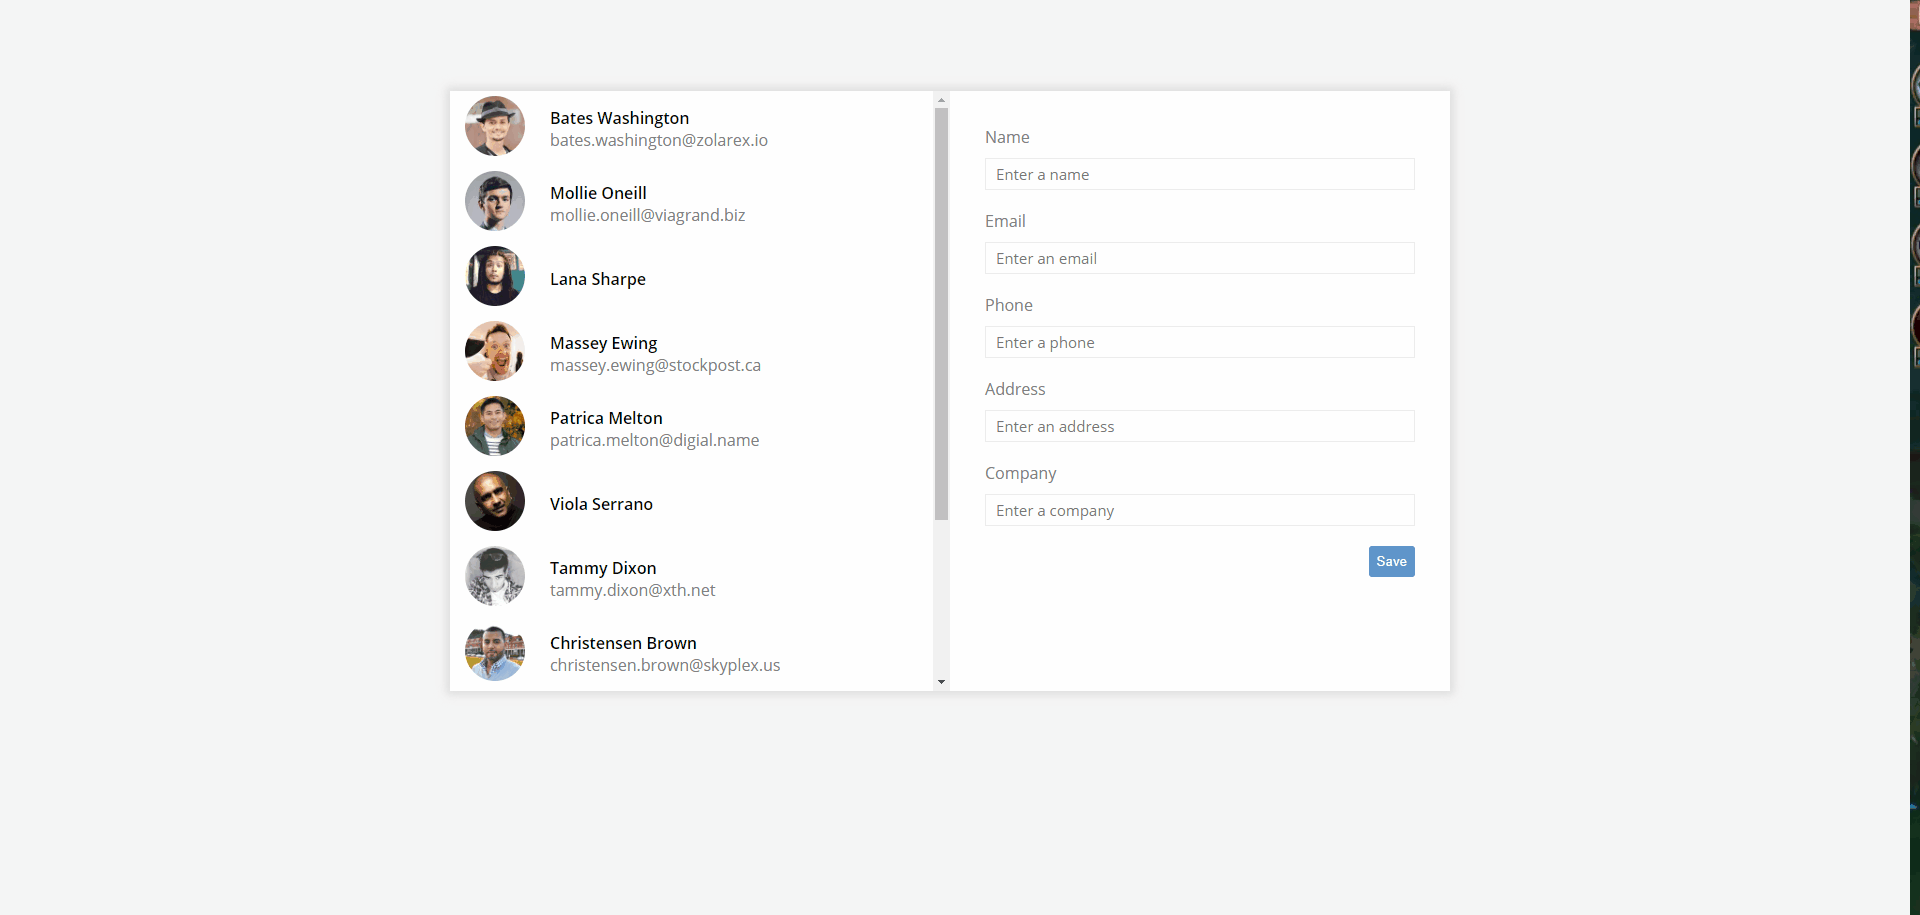 Bates Washington
bates.washington@zolarex.io
Mollie Oneill
mollie.oneill@viagrand.biz
Lana Sharpe
Massey Ewing
massey.ewing@stockpost.ca
Patrica Melton
patrica.melton@digial.name
Viola Serrano
Tammy Dixon
tammy.dixon@xth.net
Christensen Brown
christensen.brown@skyplex.us
Name
Enter a name
Email
Enter an email
Phone
Enter a phone
Address
Enter an address
Company
Enter a company
Save